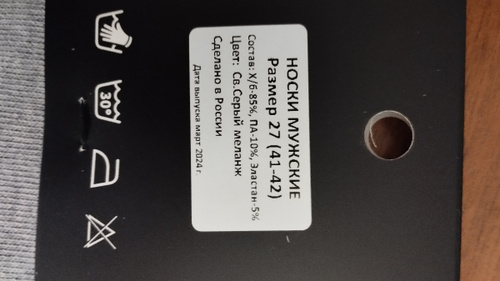 НОСКИ МУЖСКИЕ
Размер 27 (41-42)
Состав: Х/б-85%, ПА-10%, Эластан-5%
Цвет: Св.Серый меланж
Сделано в России
Дата выпуска март 2024 г.
30°